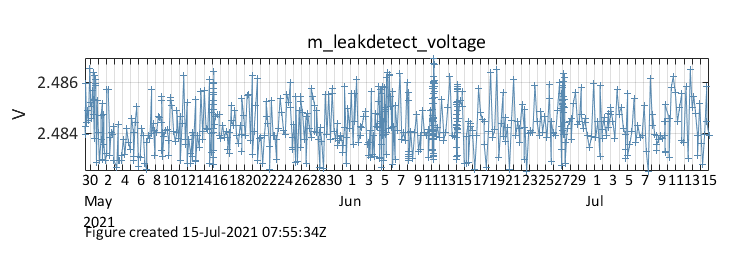 m_leakdetect_voltage
2.486
2.484
V
30 2 4 6 8 10 12 14 16 18 20 22 24 26 28 30 1 3 5 7 9 11 13 15 17 19 21 23 25 27 29 1 3 5 7 9 11 13 15
May Jun Jul
2021
Figure created 15-Jul-2021 07:55:34Z